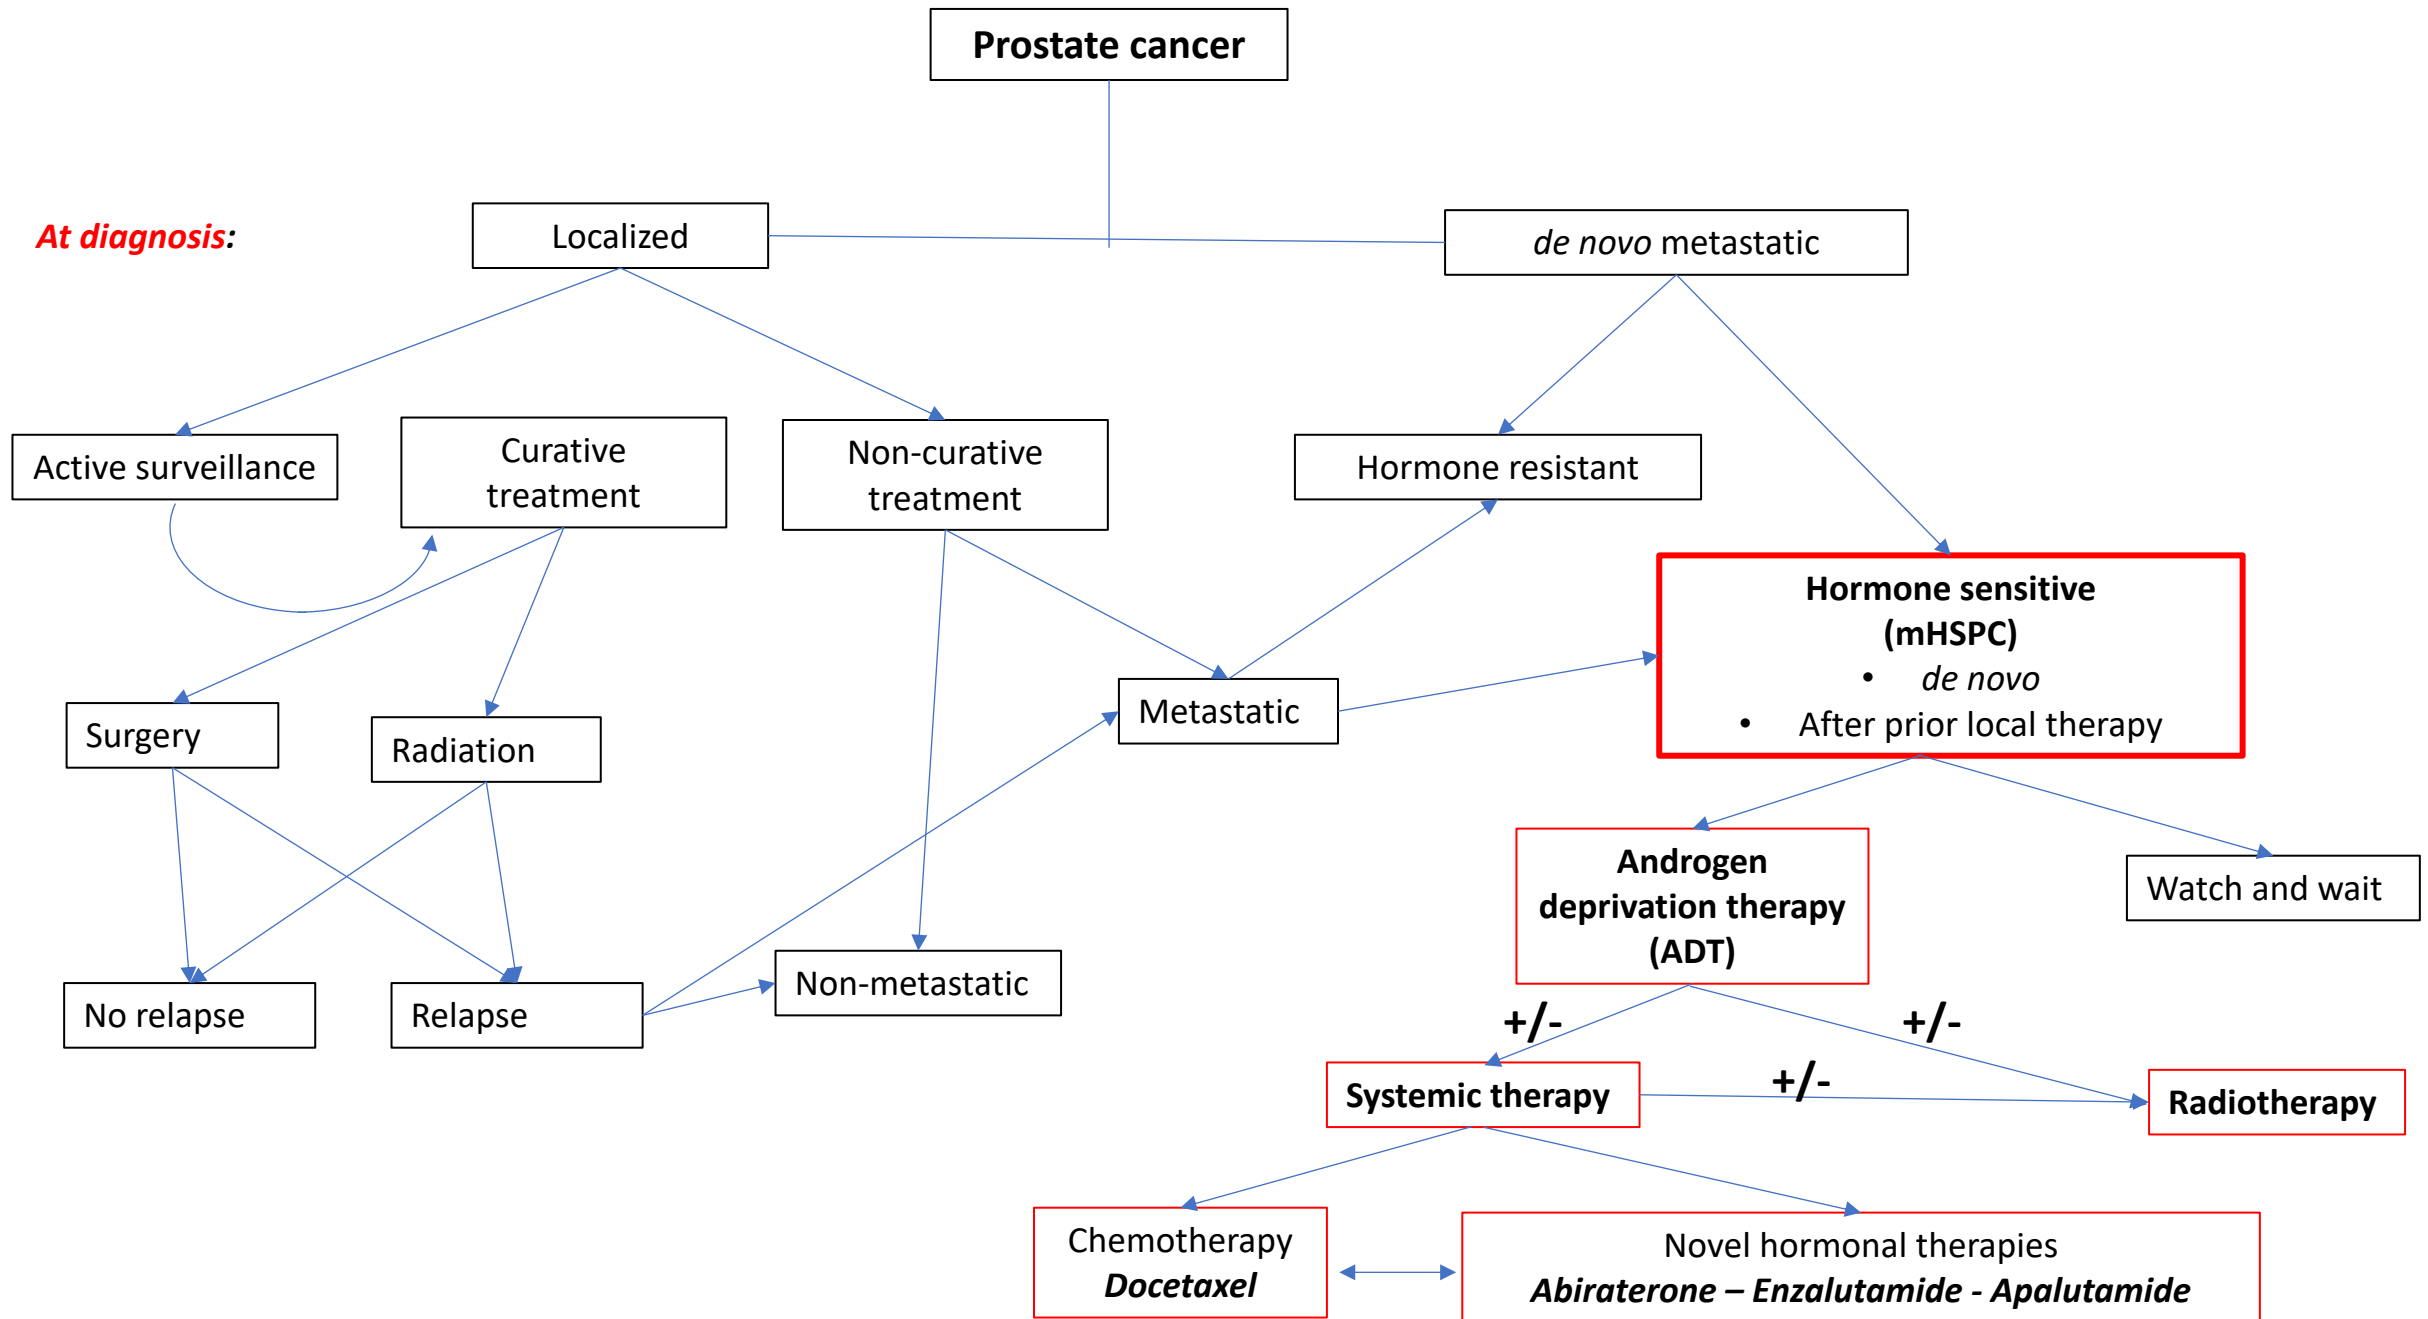 Prostate cancer
At diagnosis:
Localized
de novo metastatic
Active surveillance
Curative
treatment
Non-curative
treatment
Hormone resistant
Hormone sensitive
(mHSPC)
• de novo
• After prior local therapy
Surgery
Radiation
Metastatic
Androgen
deprivation therapy
(ADT)
Watch and wait
No relapse
Relapse
Non-metastatic
+/-
+/-
Systemic therapy
+/-
Radiotherapy
Chemotherapy
Docetaxel
Novel hormonal therapies
Abiraterone – Enzalutamide - Apalutamide